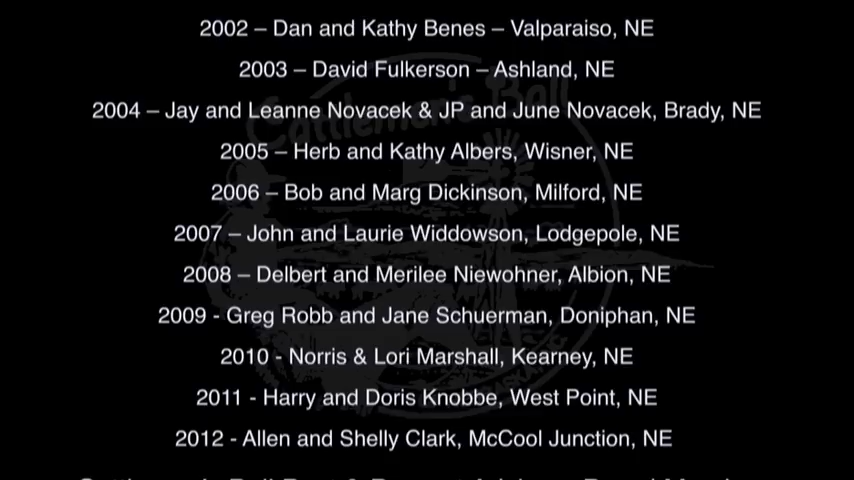 2002 – Dan and Kathy Benes – Valparaiso, NE
2003 – David Fulkerson – Ashland, NE
2004 – Jay and Leanne Novacek & JP and June Novacek, Brady, NE
2005 – Herb and Kathy Albers, Wisner, NE
2006 – Bob and Marg Dickinson, Milford, NE
2007 – John and Laurie Widdowson, Lodgepole, NE
2008 – Delbert and Merilee Niewohner, Albion, NE
2009 - Greg Robb and Jane Schuerman, Doniphan, NE
2010 - Norris & Lori Marshall, Kearney, NE
2011 - Harry and Doris Knobbe, West Point, NE
2012 - Allen and Shelly Clark, McCool Junction, NE
Cattlemen's Ball